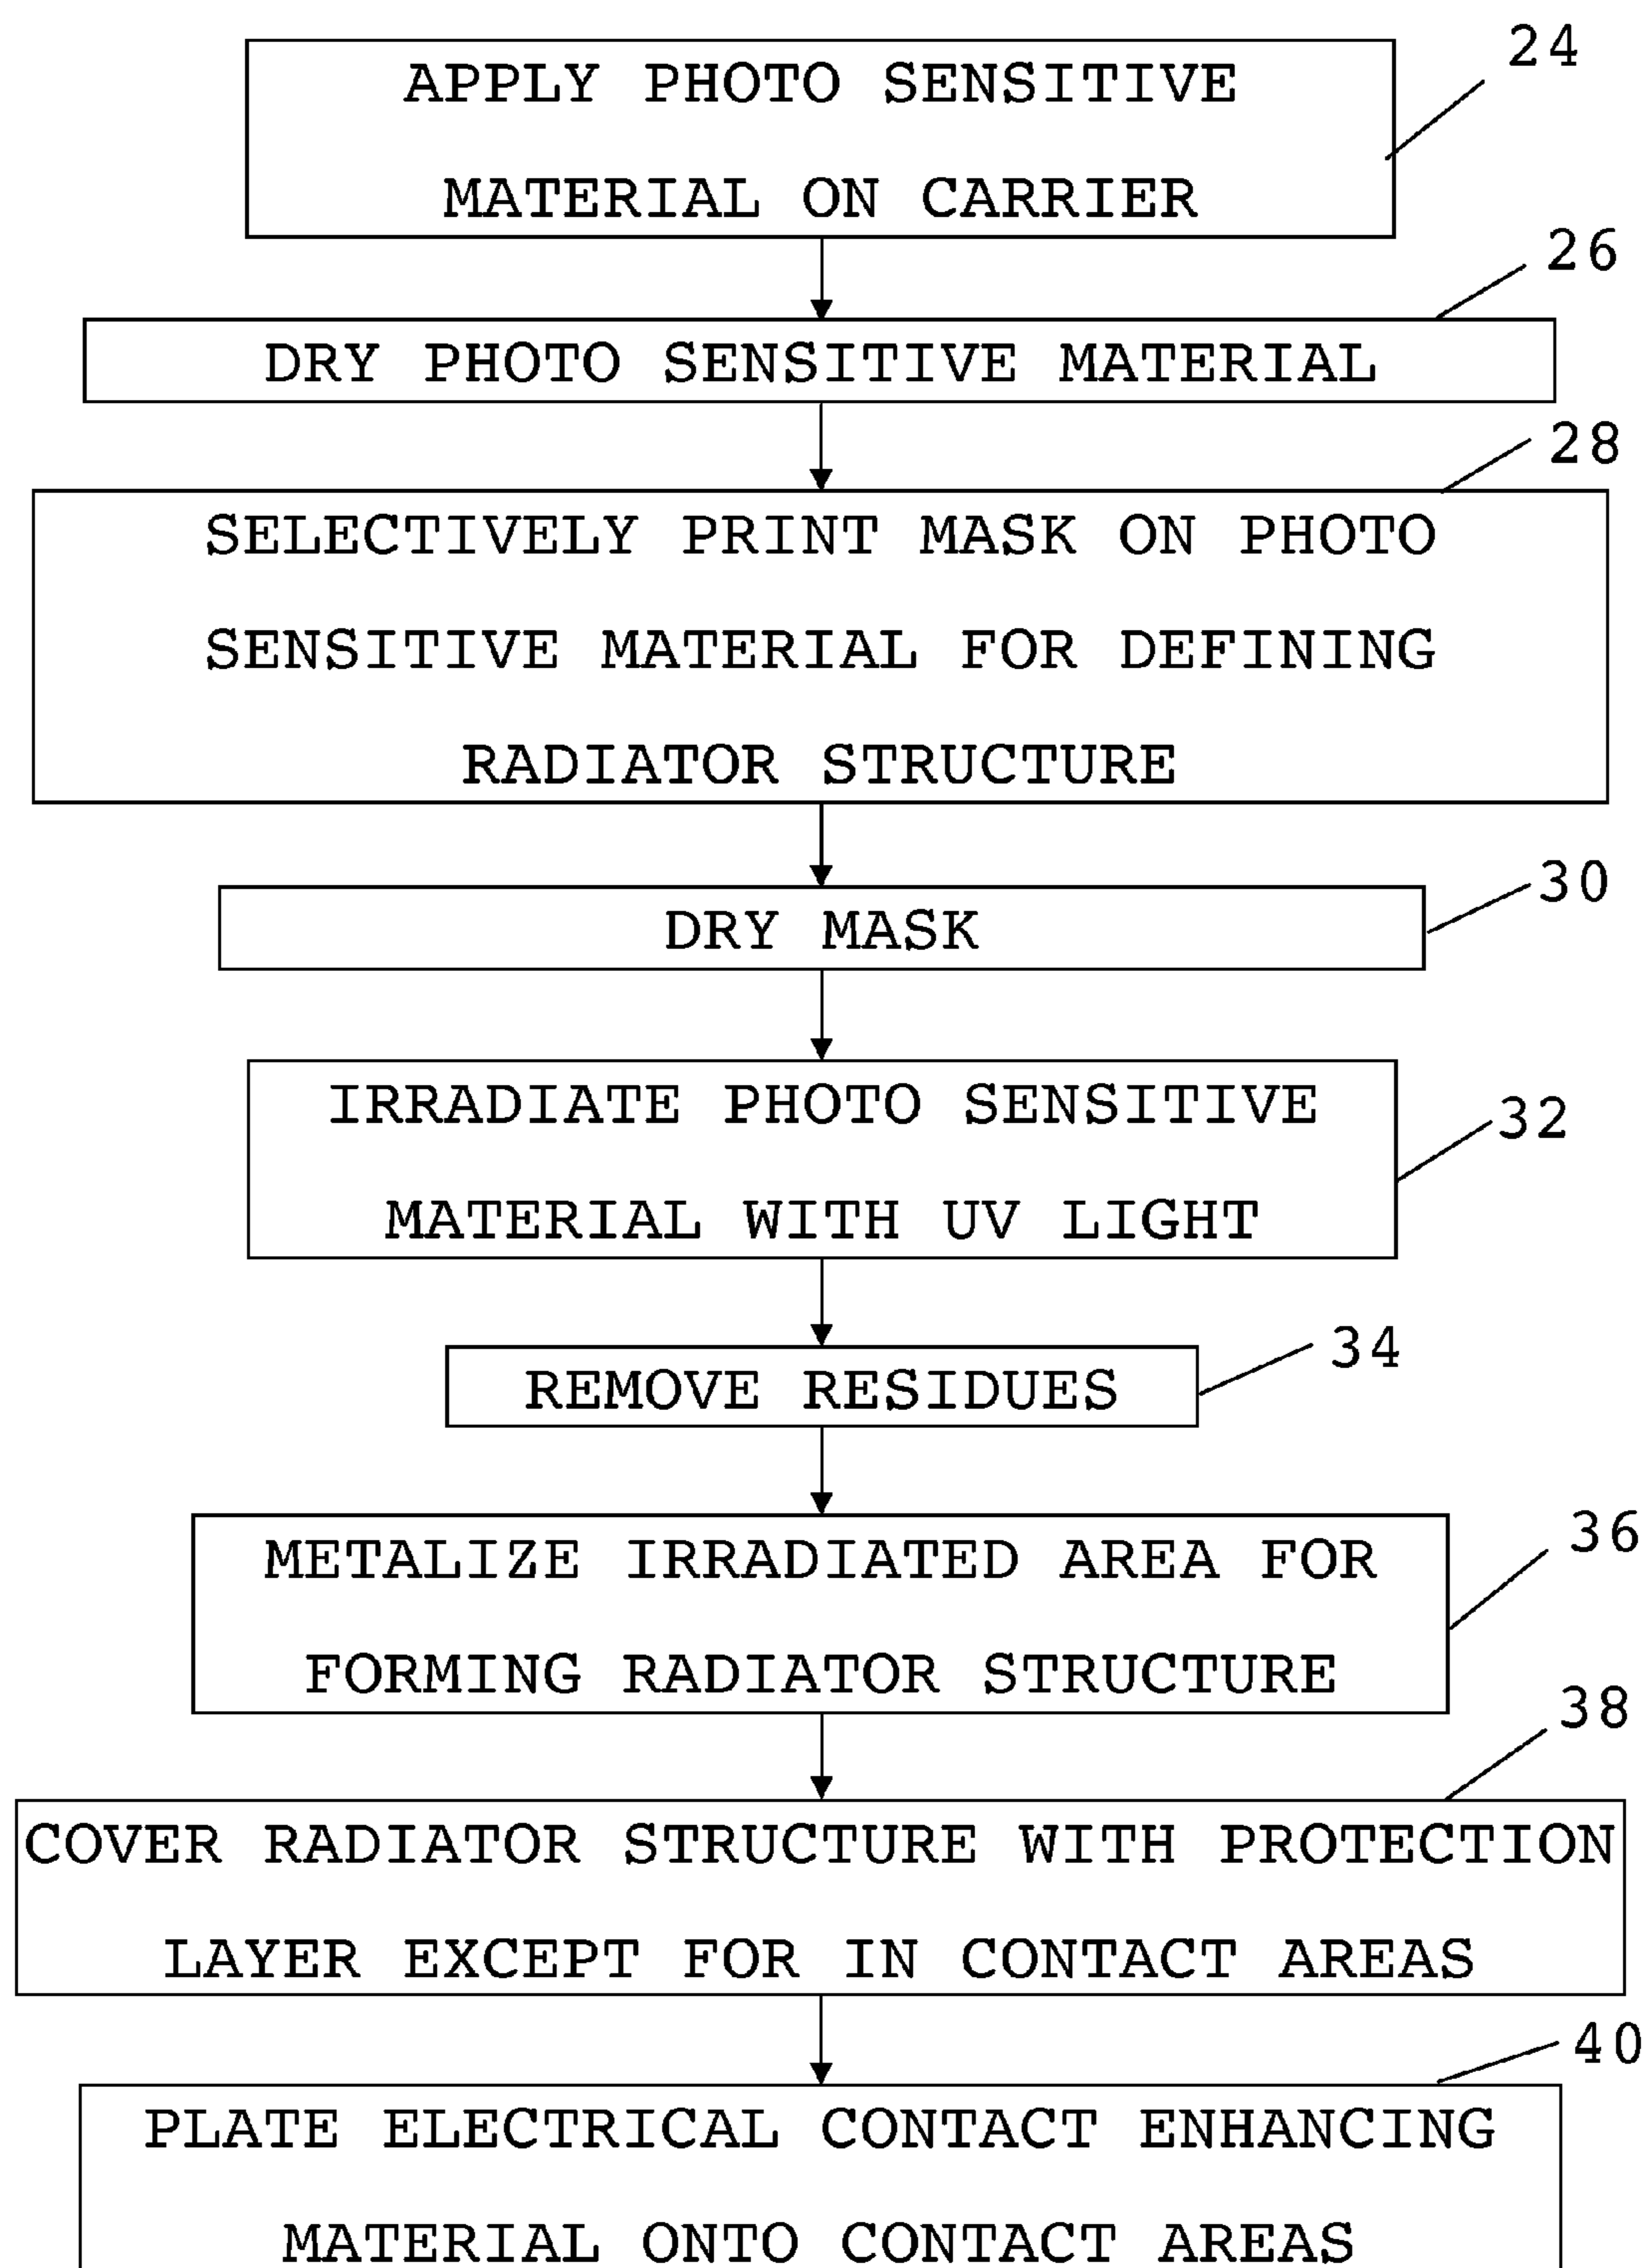 24
APPLY PHOTO SENSITIVE
MATERIAL ON CARRIER
26
DRY PHOTO SENSITIVE MATERIAL
28
SELECTIVELY PRINT MASK ON PHOTO
SENSITIVE MATERIAL FOR DEFINING
RADIATOR STRUCTURE
30
DRY MASK
32
IRRADIATE PHOTO SENSITIVE
MATERIAL WITH UV LIGHT
34
REMOVE RESIDUES
36
METALIZE IRRADIATED AREA FOR
FORMING RADIATOR STRUCTURE
38
COVER RADIATOR STRUCTURE WITH PROTECTION
LAYER EXCEPT FOR IN CONTACT AREAS
40
PLATE ELECTRICAL CONTACT ENHANCING
MATERIAL ONTO CONTACT AREAS